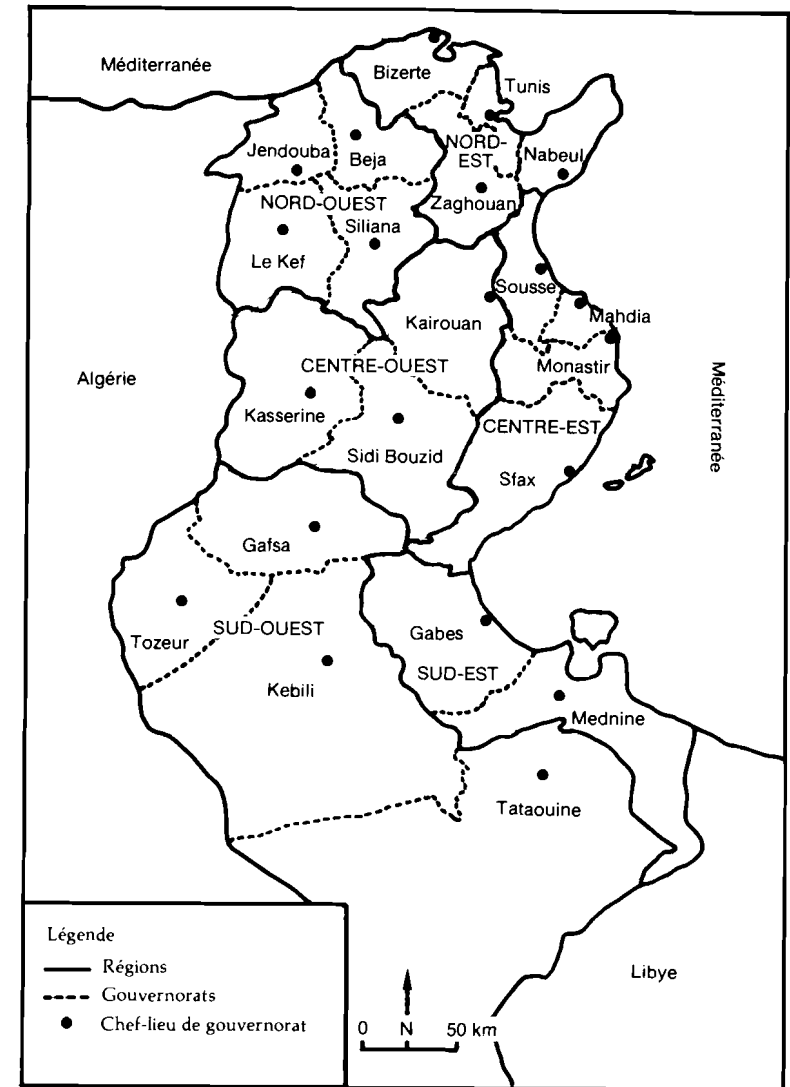 Méditerranée
Bizerte
Tunis
NORD-
EST
Jendouba
Beja
Nabeul
NORD-OUEST
Zaghouan
Siliana
Le Kef
Sousse
Kairouan
Mahdia
CENTRE-OUEST
Monastir
Algérie
Méditerranée
Kasserine
CENTRE-EST
Sidi Bouzid
Sfax
Gafsa
SUD-OUEST
Tozeur
Gabes
SUD-EST
Kebili
Mednine
Tataouine
Légende
Régions
Gouvernorats
Chef-lieu de gouvernorat
Libye
0 N 50 km